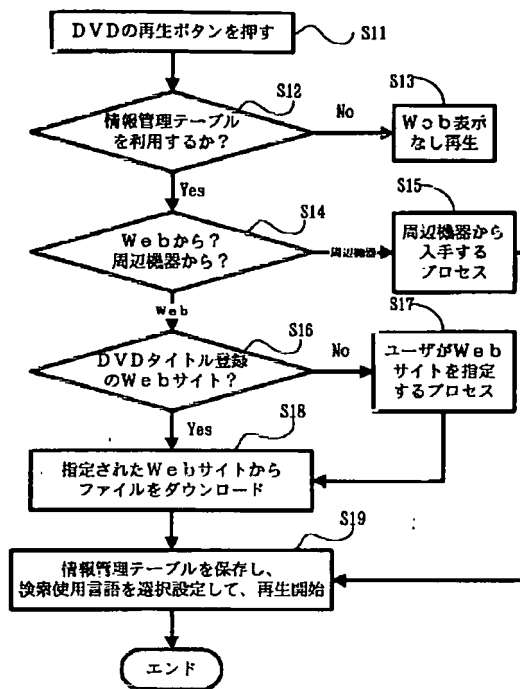 DVDの再生ボタンを押す
S11
S12
情報管理テーブル
を利用するか?
No
S13
Web表示
なし再生
Yes
S14
Webから?
周辺機器から?
周辺機器
S15
周辺機器から
入手する
プロセス
Web
S16
DVDタイトル登録
のWebサイト?
No
S17
ユーザがWeb
サイトを指定
するプロセス
Yes
S18
指定されたWebサイトから
ファイルをダウンロード
S19
情報管理テーブルを保存し、
検索使用言語を選択設定して、再生開始
エンド